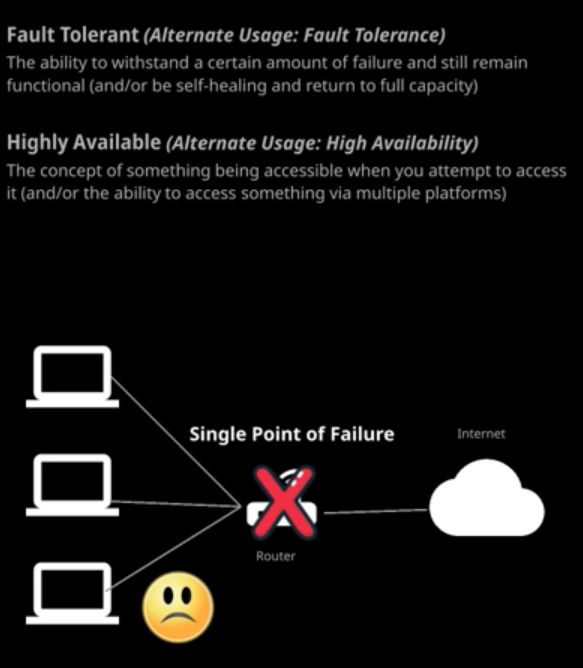 Fault Tolerant (Alternate Usage: Fault Tolerance)
The ability to withstand a certain amount of failure and still remain
functional (and/or be self-healing and return to full capacity)
Highly Available (Alternate Usage: High Availability)
The concept of something being accessible when you attempt to access
it (and/or the ability to access something via multiple platforms)
Single Point of Failure
Internet
Router